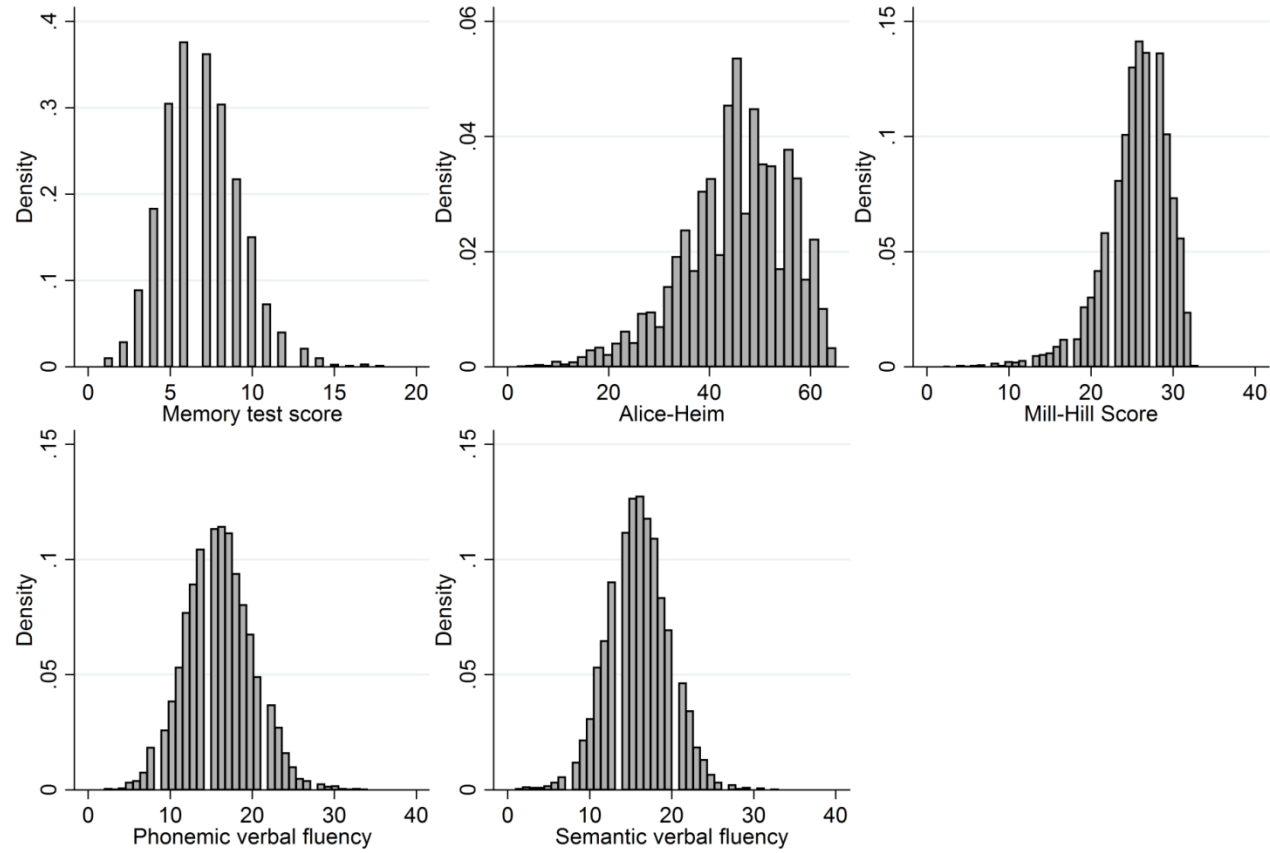 .4
.3
.2
.1
0
Density
0 5 10 15 20
Memory test score
.06
.04
.02
0
Density
0 20 40 60
Alice-Heim
.15
.1
.05
0
Density
0 10 20 30 40
Mill-Hill Score
.15
.1
.05
0
Density
0 10 20 30 40
Phonemic verbal fluency
.15
.1
.05
0
Density
0 10 20 30 40
Semantic verbal fluency